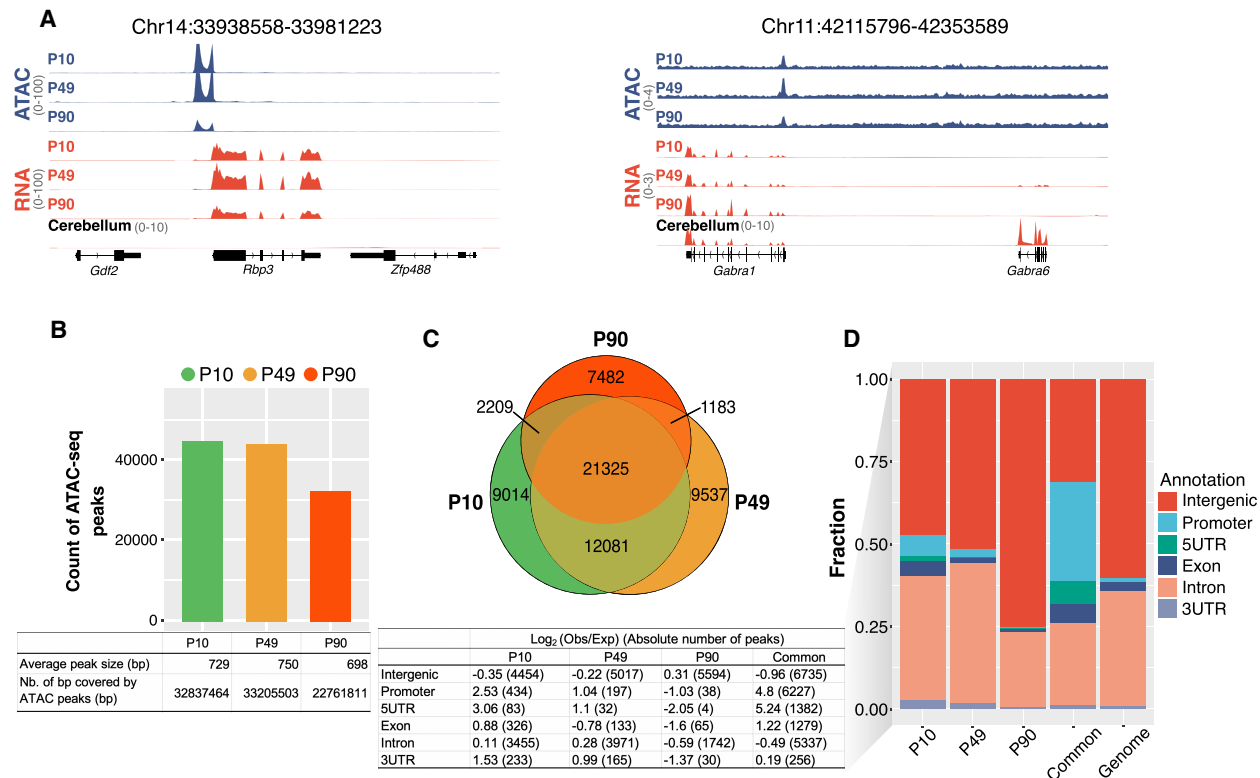 A
Chr14:33938558-33981223
Chr11:42115796-42353589
ATAC
(0-100)
P10
P49
P90
RNA
(0-100)
P10
P49
P90
Cerebellum (0-10)
Gdf2
Rbp3
Zfp488
ATAC
(0-4)
P10
P49
P90
RNA
(0-3)
P10
P49
P90
Cerebellum (0-10)
Gabra1
Gabra6
B
P10 P49 P90
Count of ATAC-seq
peaks
40000
20000
0
P10 P49 P90
Average peak size (bp) 729 750 698
Nb. of bp covered by
ATAC peaks (bp) 32837464 33205503 22761811
C
P90
7482
2209
1183
21325
P10
9014
9537
P49
12081
Log2 (Obs/Exp) (Absolute number of peaks)
P10 P49 P90 Common
Intergenic -0.35 (4454) -0.22 (5017) 0.31 (5594) -0.96 (6735)
Promoter 2.53 (434) 1.04 (197) -1.03 (38) 4.8 (6227)
5UTR 3.06 (83) 1.1 (32) -2.05 (4) 5.24 (1382)
Exon 0.88 (326) -0.78 (133) -1.6 (65) 1.22 (1279)
Intron 0.11 (3455) 0.28 (3971) -0.59 (1742) -0.49 (5337)
3UTR 1.53 (233) 0.99 (165) -1.37 (30) 0.19 (256)
D
Fraction
1.00
0.75
0.50
0.25
0.00
P10
P49
P90
Common
Genome
Annotation
Intergenic
Promoter
5UTR
Exon
Intron
3UTR